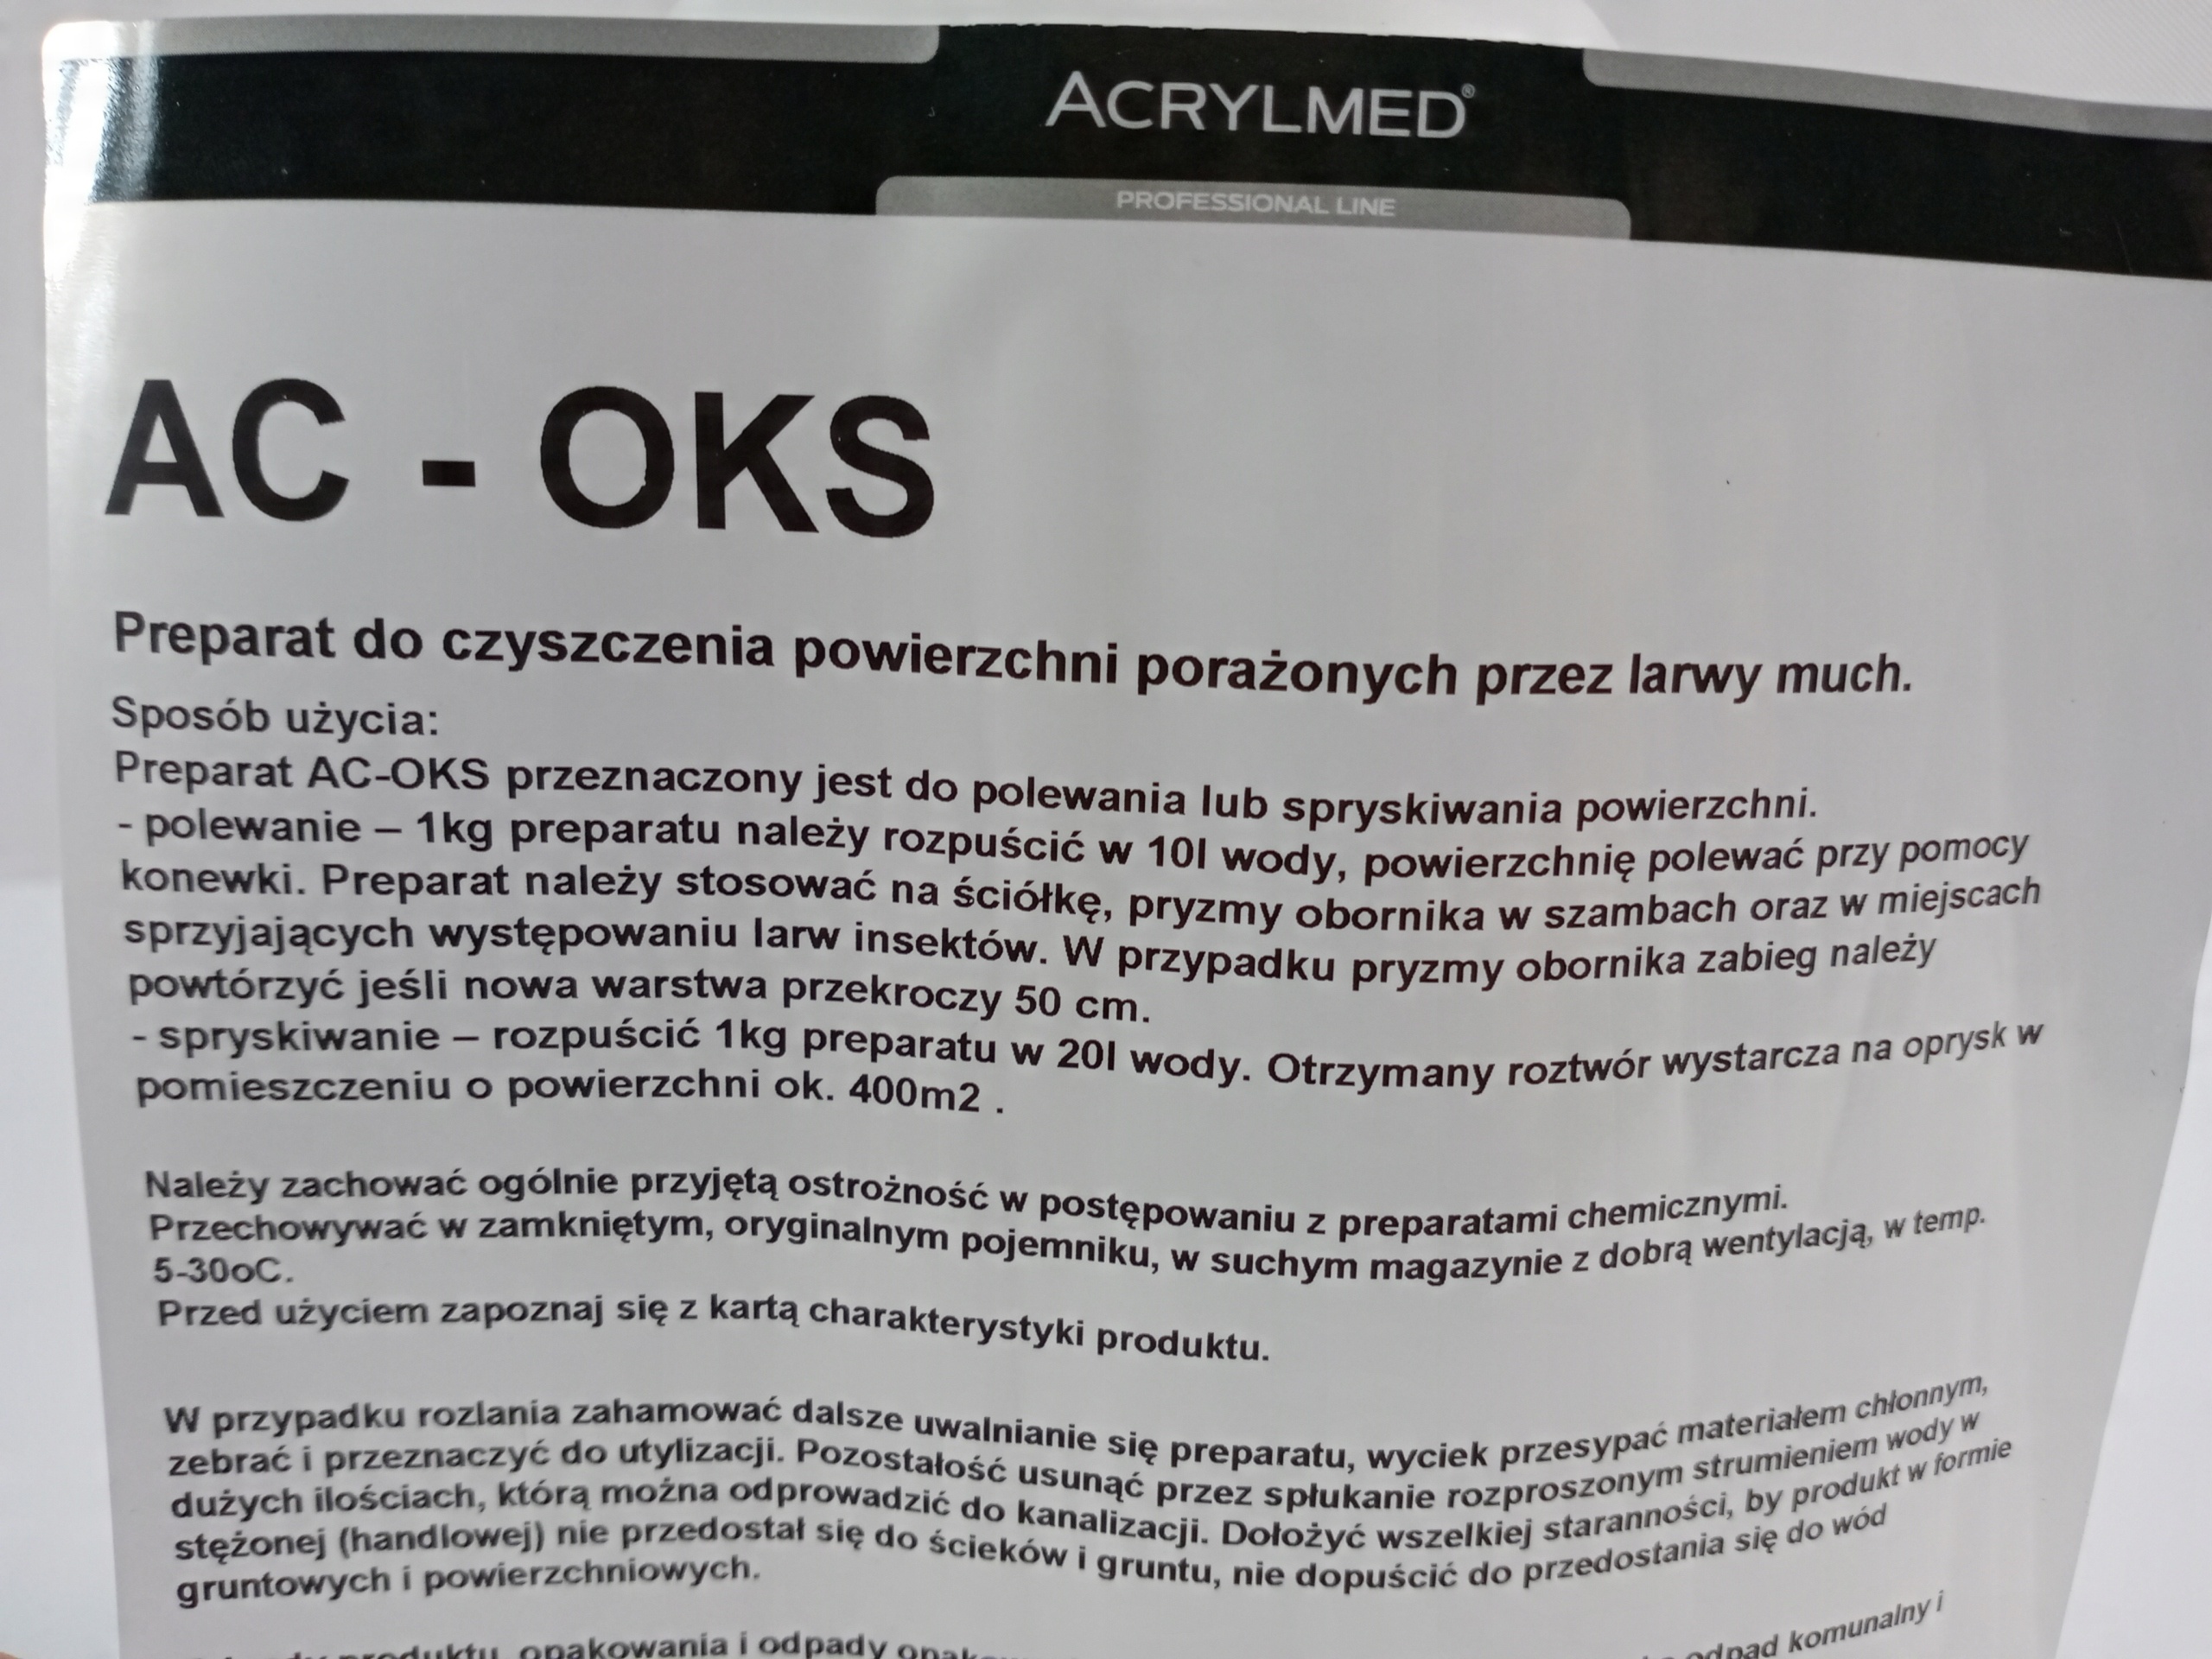 ACRYLMED®
PROFESSIONAL LINE
AC - OKS
Preparat do czyszczenia powierzchni porażonych przez larwy much.
Sposób użycia:
Preparat AC-OKS przeznaczony jest do polewania lub spryskiwania powierzchni.
- polewanie – 1kg preparatu należy rozpuścić w 10l wody, powierzchnię polewać przy pomocy
konewki. Preparat należy stosować na ściółkę, pryzmy obornika w szambach oraz w miejscach
sprzyjających występowaniu larw insektów. W przypadku pryzmy obornika zabieg należy
powtórzyć jeśli nowa warstwa przekroczy 50 cm.
- spryskiwanie – rozpuścić 1kg preparatu w 20l wody. Otrzymany roztwór wystarcza na oprysk w
pomieszczeniu o powierzchni ok. 400m2 .
Należy zachować ogólnie przyjętą ostrożność w postępowaniu z preparatami chemicznymi.
Przechowywać w zamkniętym, oryginalnym pojemniku, w suchym magazynie z dobrą wentylacją, w temp.
5-30oC.
Przed użyciem zapoznaj się z kartą charakterystyki produktu.
W przypadku rozlania zahamować dalsze uwalnianie się preparatu, wyciek przesypać materiałem chłonnym,
zebrać i przeznaczyć do utylizacji. Pozostałość usunąć przez spłukanie rozproszonym strumieniem wody w
dużych ilościach, którą można odprowadzić do kanalizacji. Dołożyć wszelkiej staranności, by produkt w formie
stężonej (handlowej) nie przedostał się do ścieków i gruntu, nie dopuścić do przedostania się do wód
gruntowych i powierzchniowych.
produktu, opakowania i odpady odpad komunalny i